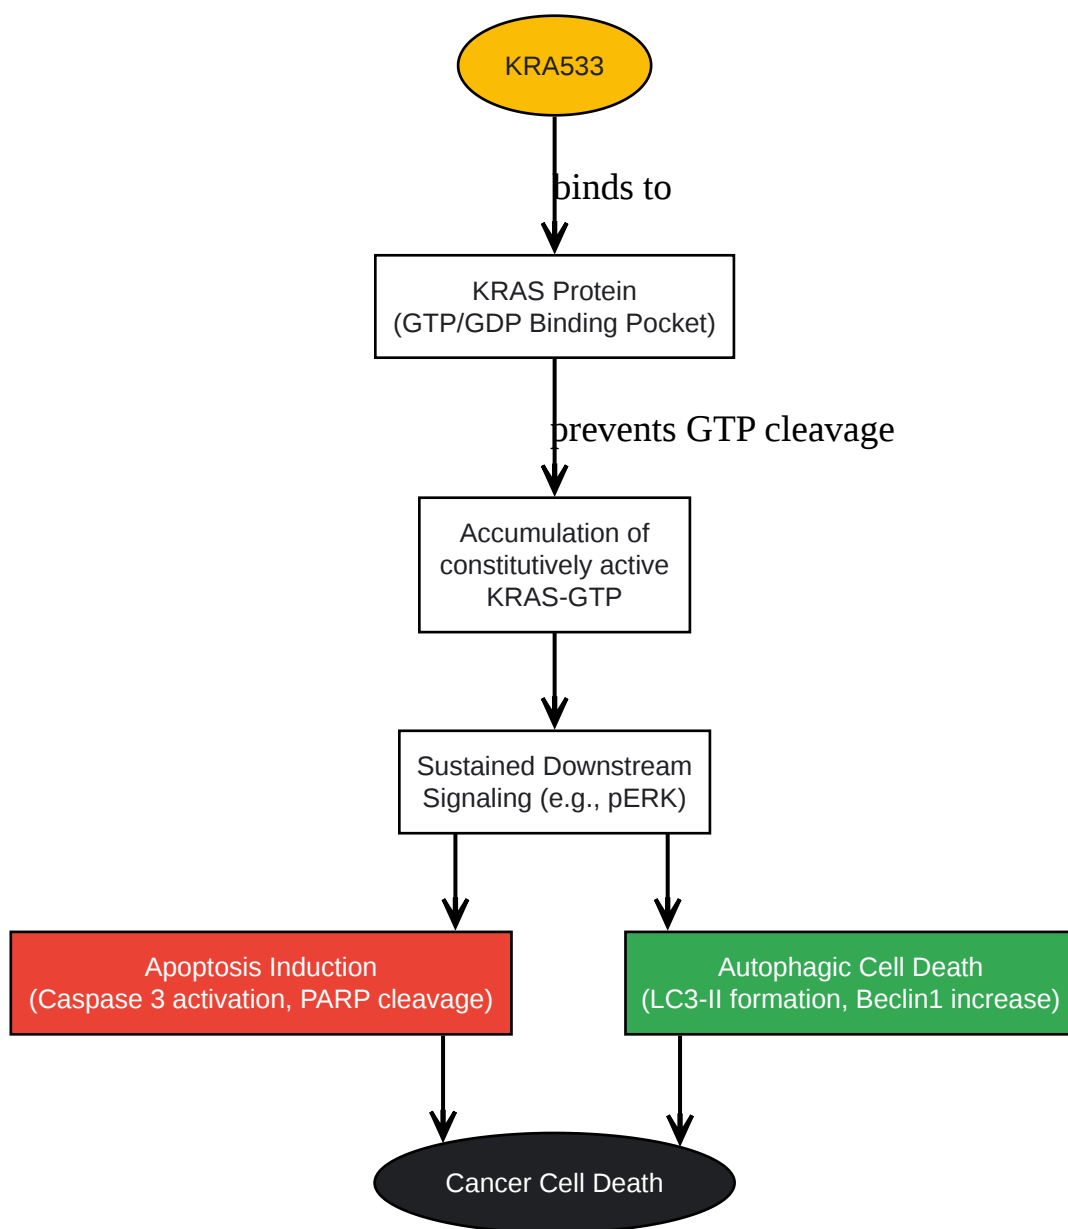 KRA533
binds to
KRAS Protein
(GTP/GDP Binding Pocket)
prevents GTP cleavage
Accumulation of
constitutively active
KRAS-GTP
Sustained Downstream
Signaling (e.g., pERK)
Apoptosis Induction
(Caspase 3 activation, PARP cleavage)
Autophagic Cell Death
(LC3-II formation, Beclin1 increase)
Cancer Cell Death